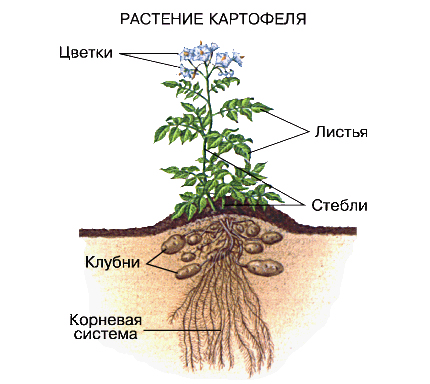 РАСТЕНИЕ КАРТОФЕЛЯ
Цветки
Листья
Стебли
Клубни
Корневая
система